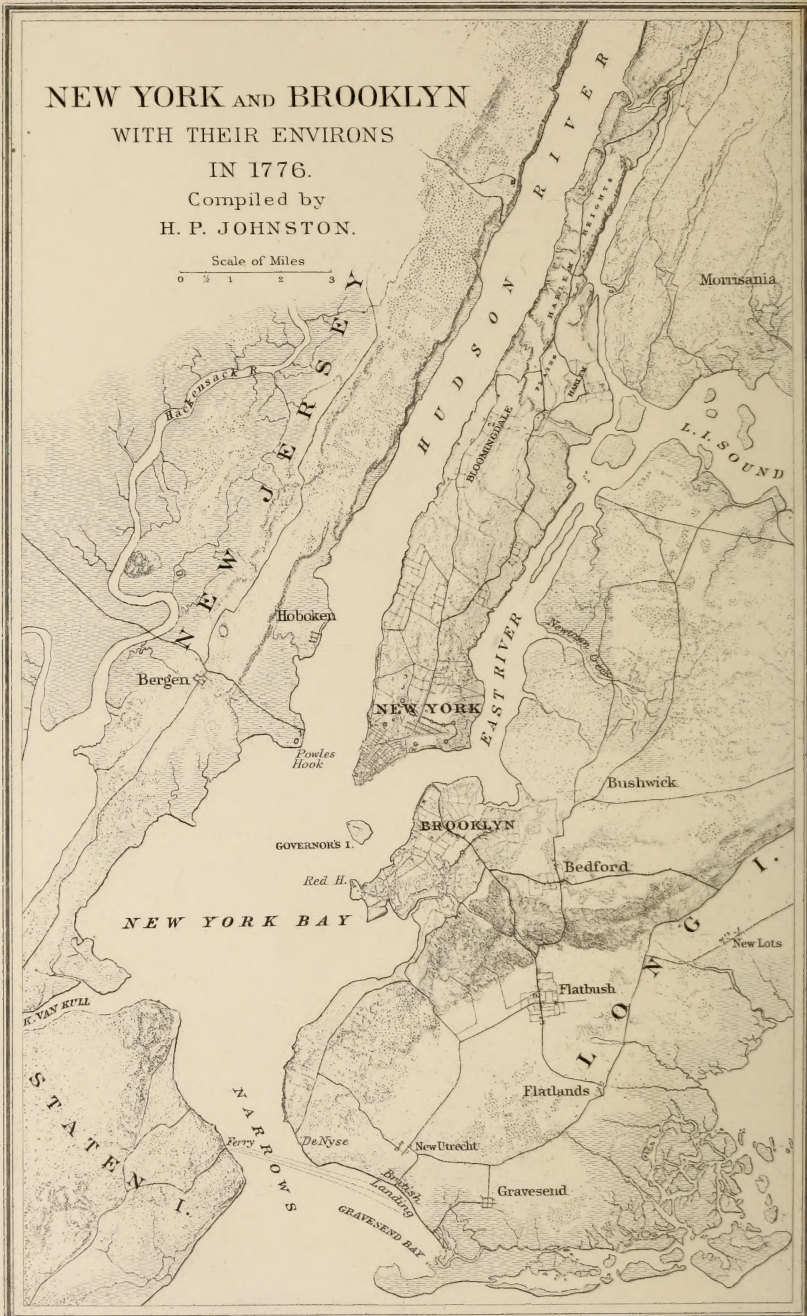 NEW YORK AND BROOKLYN
WITH THEIR ENVIRONS
IN 1776.
Compiled by
H. P. JOHNSTON.
Scale of Miles
0 ½ 1 2 3
HUDSON RIVER
HARLEM HEIGHTS
Morrisania
Hackensack R.
NEW JERSEY
PLAINS
HARLEM
BLOOMINGDALE
L. I. SOUND
Hoboken
Newtown Creek
Bergen
NEW YORK
EAST RIVER
Powles
Hook
Bushwick
BROOKLYN
GOVERNOR'S I.
Bedford
Red H.
NEW YORK BAY
LONG I.
New Lots
Flatbush
K. VAN KULL
STATEN I.
Flatlands
NARROWS
Ferry
DeNyse
New Utrecht
British
Landing
Gravesend
GRAVESEND BAY